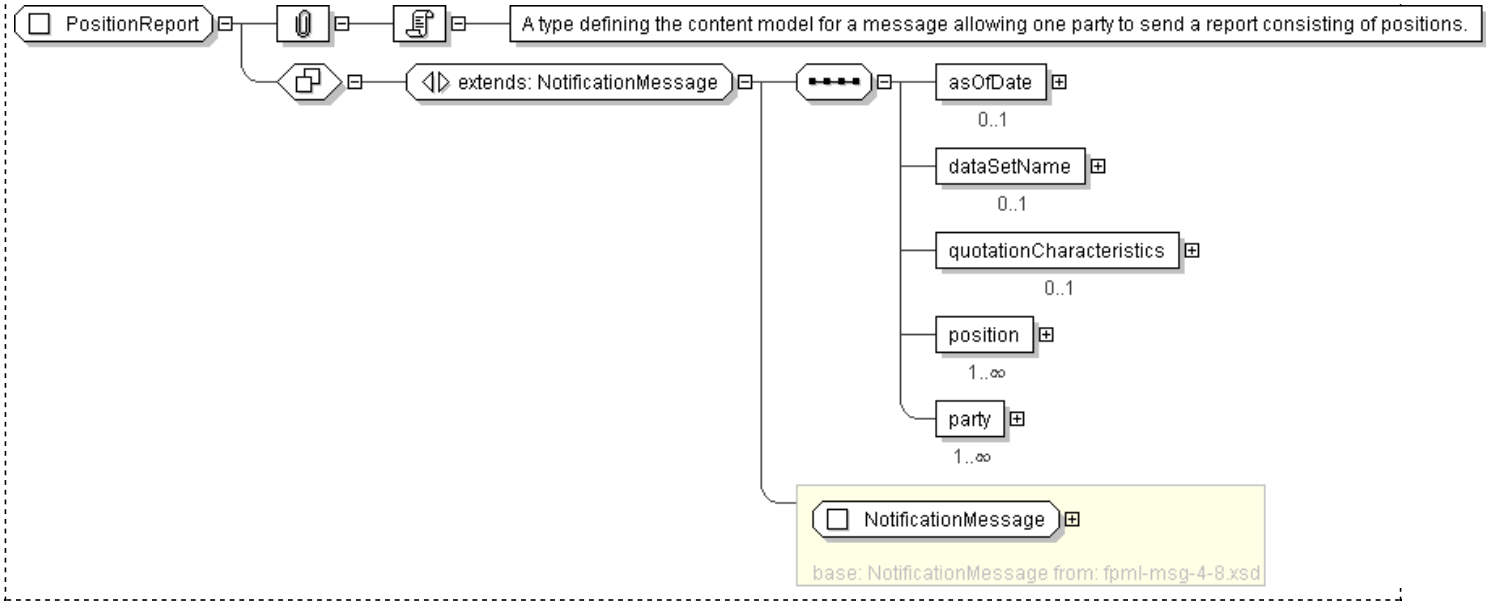 PositionReport
A type defining the content model for a message allowing one party to send a report consisting of positions.
extends: NotificationMessage
asOfDate
0..1
dataSetName
0..1
quotationCharacteristics
0..1
position
1..∞
party
1..∞
NotificationMessage
base: NotificationMessage from: fpml-msg-4-8.xsd